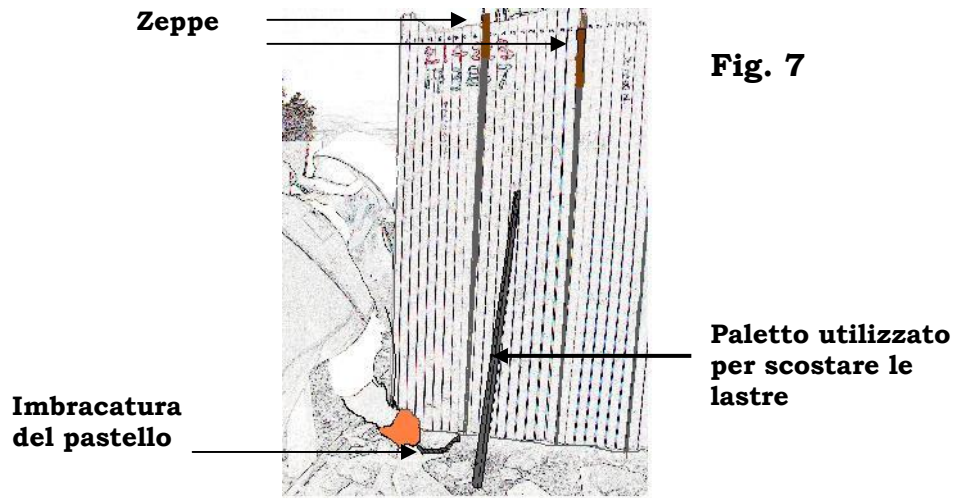 Zeppe
Fig. 7
Paletto utilizzato
per scostare le
lastre
Imbracatura
del pastello